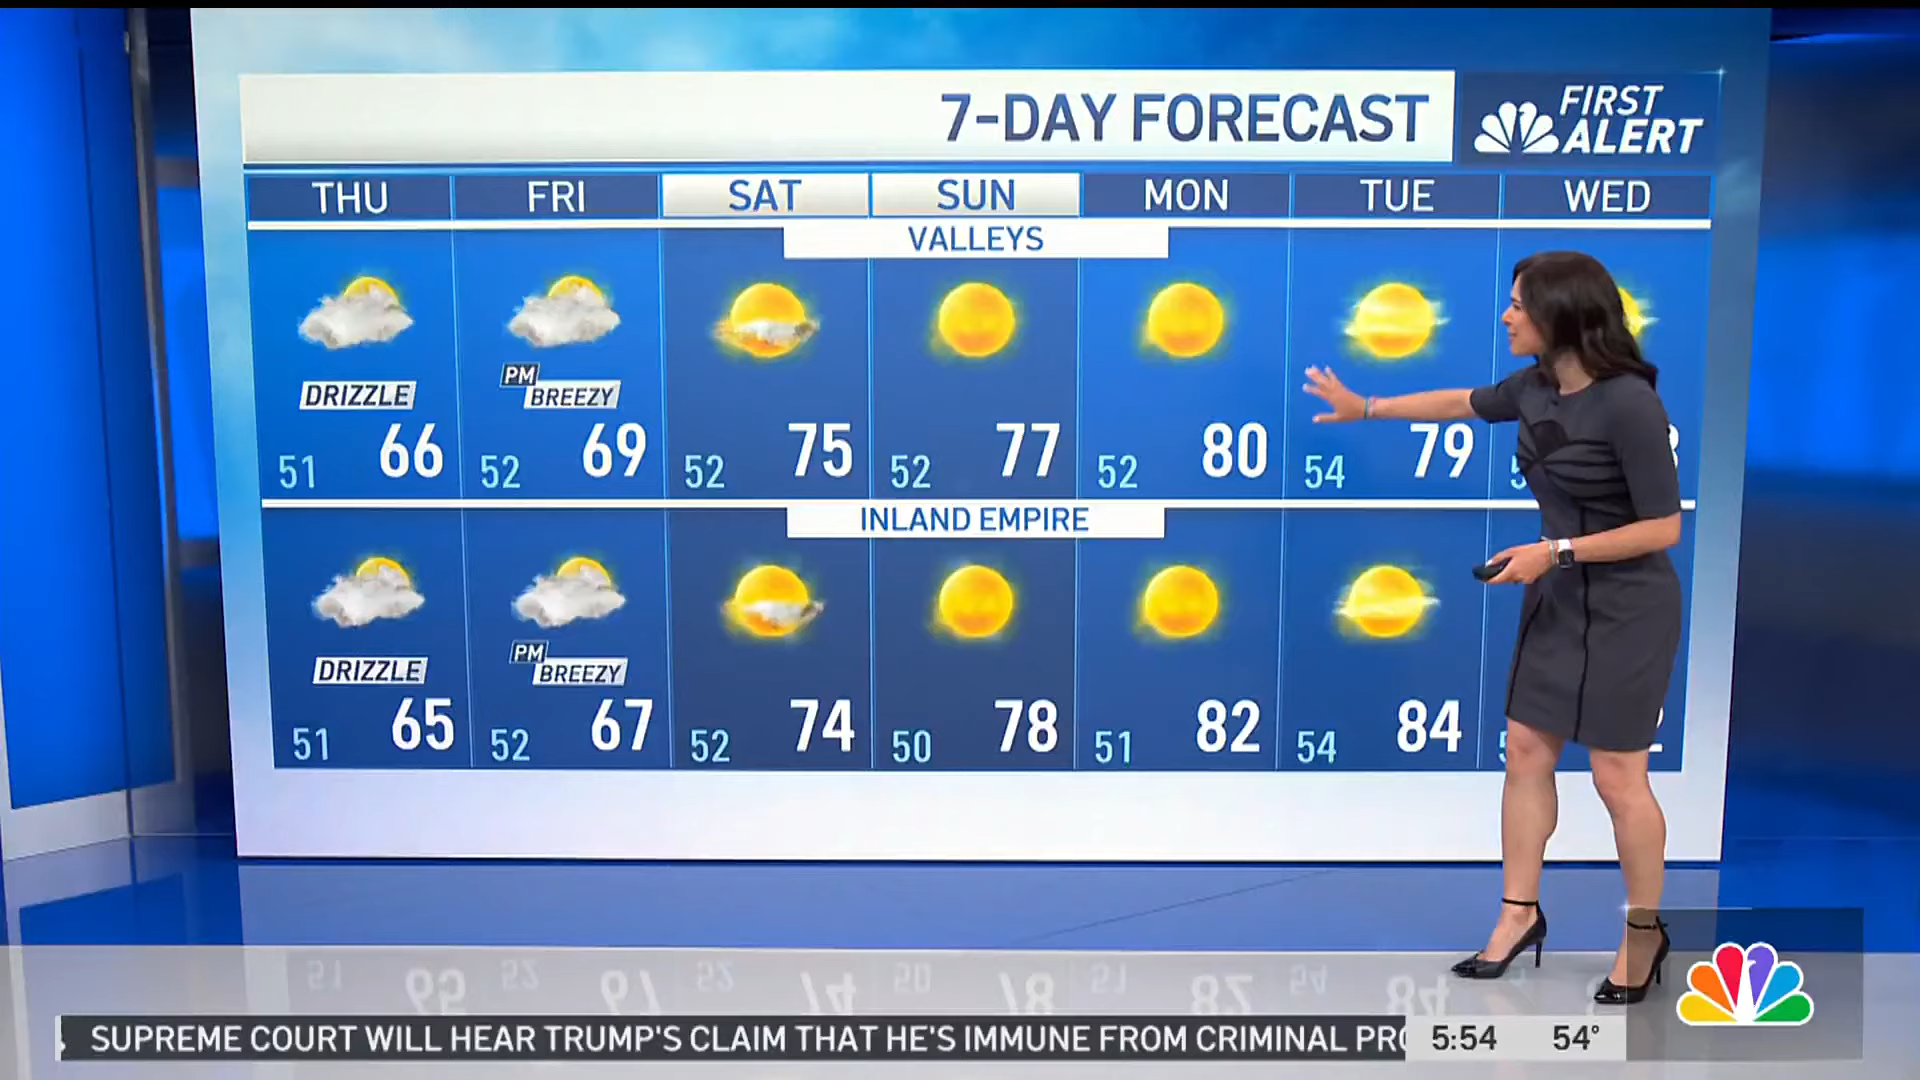 7-DAY FORECAST
FIRST
ALERT
THU FRI SAT SUN MON TUE WED
VALLEYS
DRIZZLE
PM
BREEZY
51 66 52 69 52 75 52 77 52 80 54 79
INLAND EMPIRE
DRIZZLE
PM
BREEZY
51 65 52 67 52 74 50 78 51 82 54 84
SUPREME COURT WILL HEAR TRUMP'S CLAIM THAT HE'S IMMUNE FROM CRIMINAL
5:54 54°